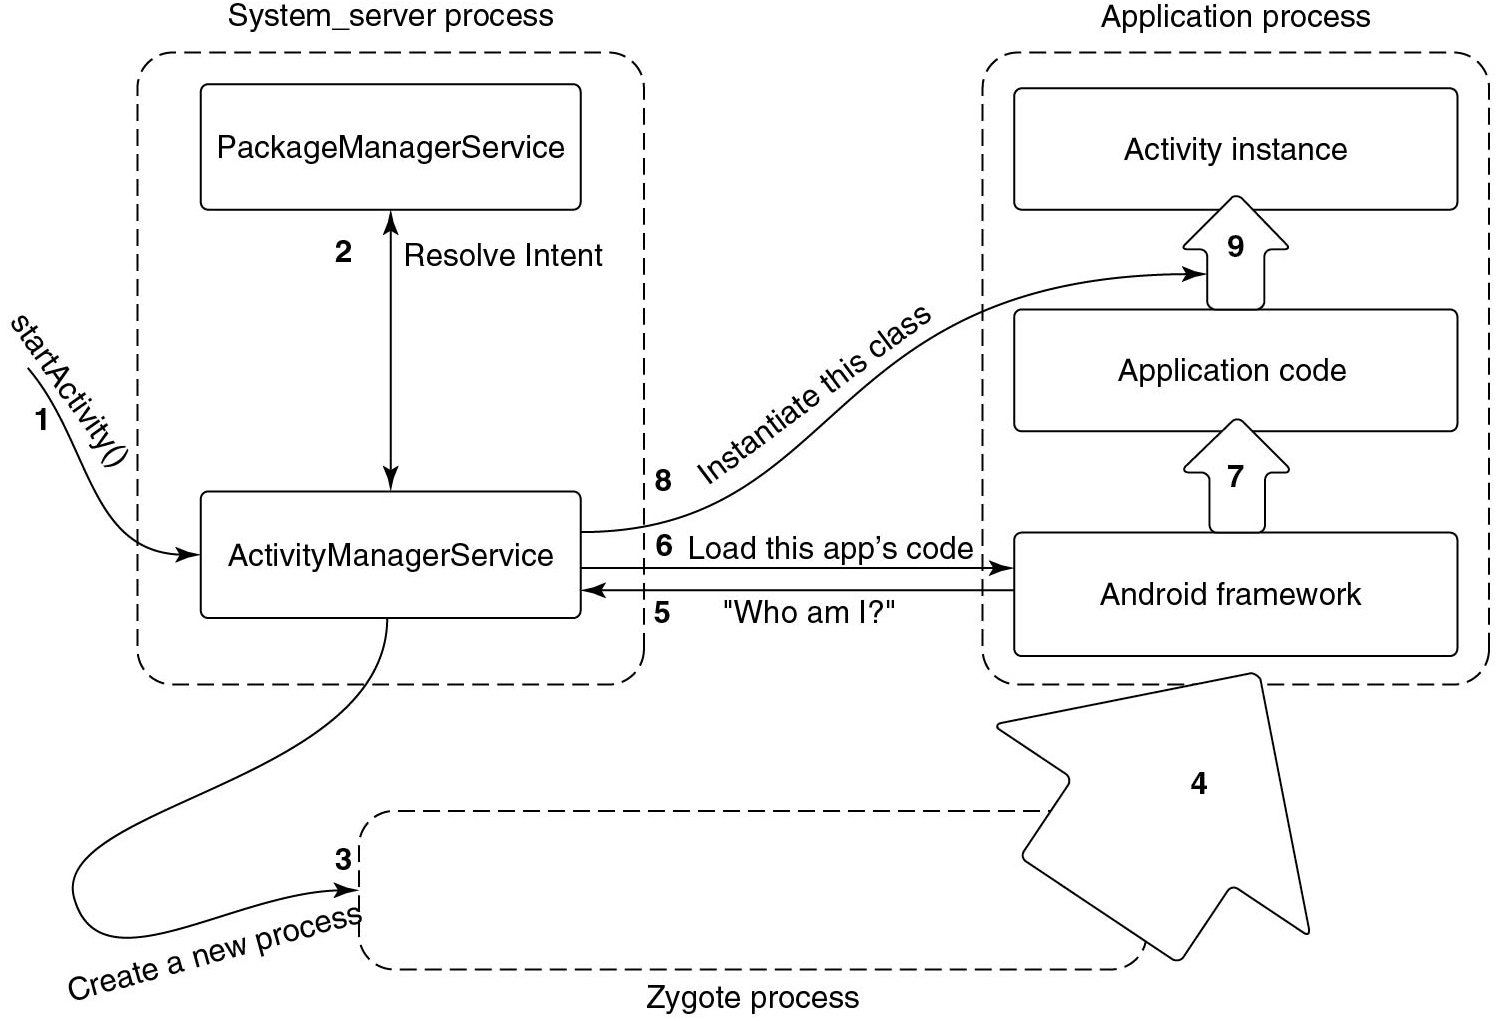 System_server process
Application process
PackageManagerService
Activity instance
2 Resolve Intent
9
startActivity()
1
Instantiate this class
8
Application code
7
ActivityManagerService
6 Load this app's code
5 "Who am I?"
Android framework
4
3
Create a new process
Zygote process